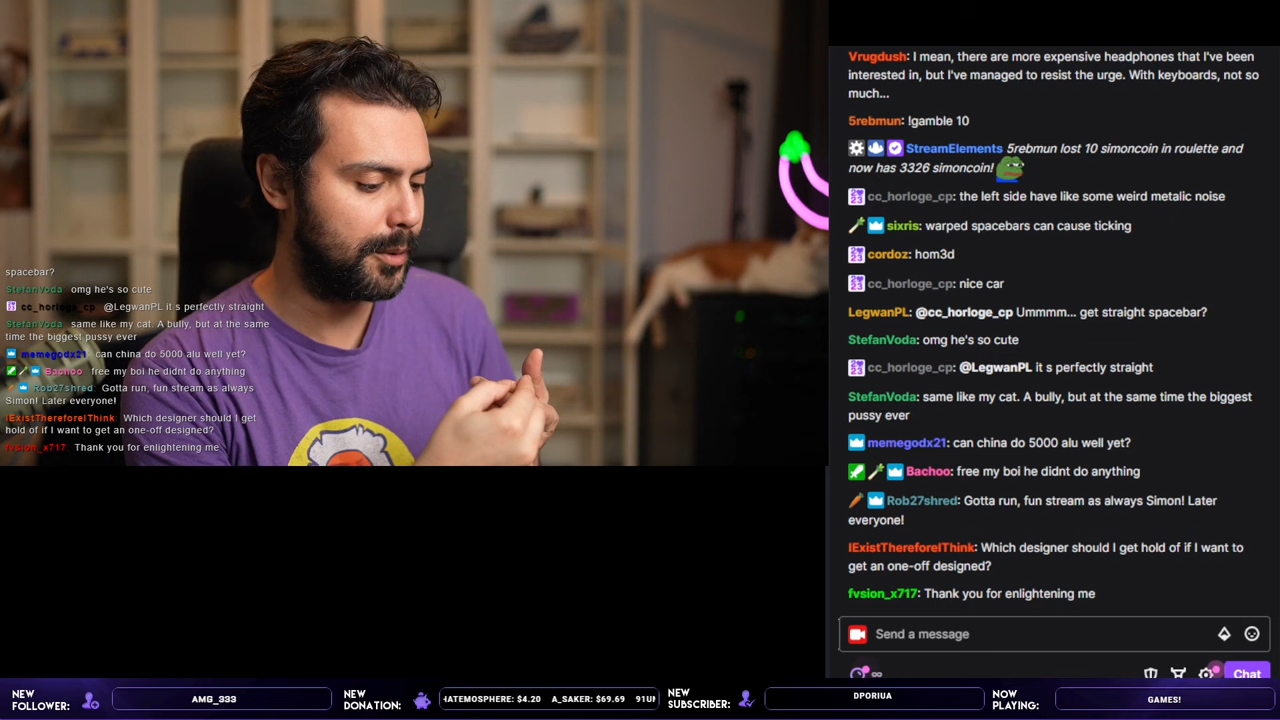 spacebar?
StefanVoda: omg he's so cute
cc_horloge_cp: @LegwanPL it s perfectly straight
StefanVoda: same like my cat. A bully, but at the same
time the biggest pussy ever
memegodx21: can china do 5000 alu well yet?
Bachoo: free my boi he didnt do anything
Rob27shred: Gotta run, fun stream as always
Simon! Later everyone!
IExistThereforeIThink: Which designer should I get
hold of if I want to get an one-off designed?
fvsion_x717: Thank you for enlightening me
Vrugdush: I mean, there are more expensive headphones that I've been
interested in, but I've managed to resist the urge. With keyboards, not so
much...
5rebmun: !gamble 10
StreamElements 5rebmun lost 10 simoncoin in roulette and
now has 3326 simoncoin!
cc_horloge_cp: the left side have like some weird metalic noise
sixris: warped spacebars can cause ticking
cordoz: hom3d
cc_horloge_cp: nice car
LegwanPL: @cc_horloge_cp Ummmm... get straight spacebar?
StefanVoda: omg he's so cute
cc_horloge_cp: @LegwanPL it s perfectly straight
StefanVoda: same like my cat. A bully, but at the same time the biggest
pussy ever
memegodx21: can china do 5000 alu well yet?
Bachoo: free my boi he didnt do anything
Rob27shred: Gotta run, fun stream as always Simon! Later
everyone!
IExistThereforeIThink: Which designer should I get hold of if I want to
get an one-off designed?
fvsion_x717: Thank you for enlightening me
Send a message
Chat
NEW
FOLLOWER:
AMG_333
NEW
DONATION:
HATEMOSPHERE: $4.20 A_SAKER: $69.69
NEW
SUBSCRIBER:
DPORIUA
NOW
PLAYING:
GAMES!